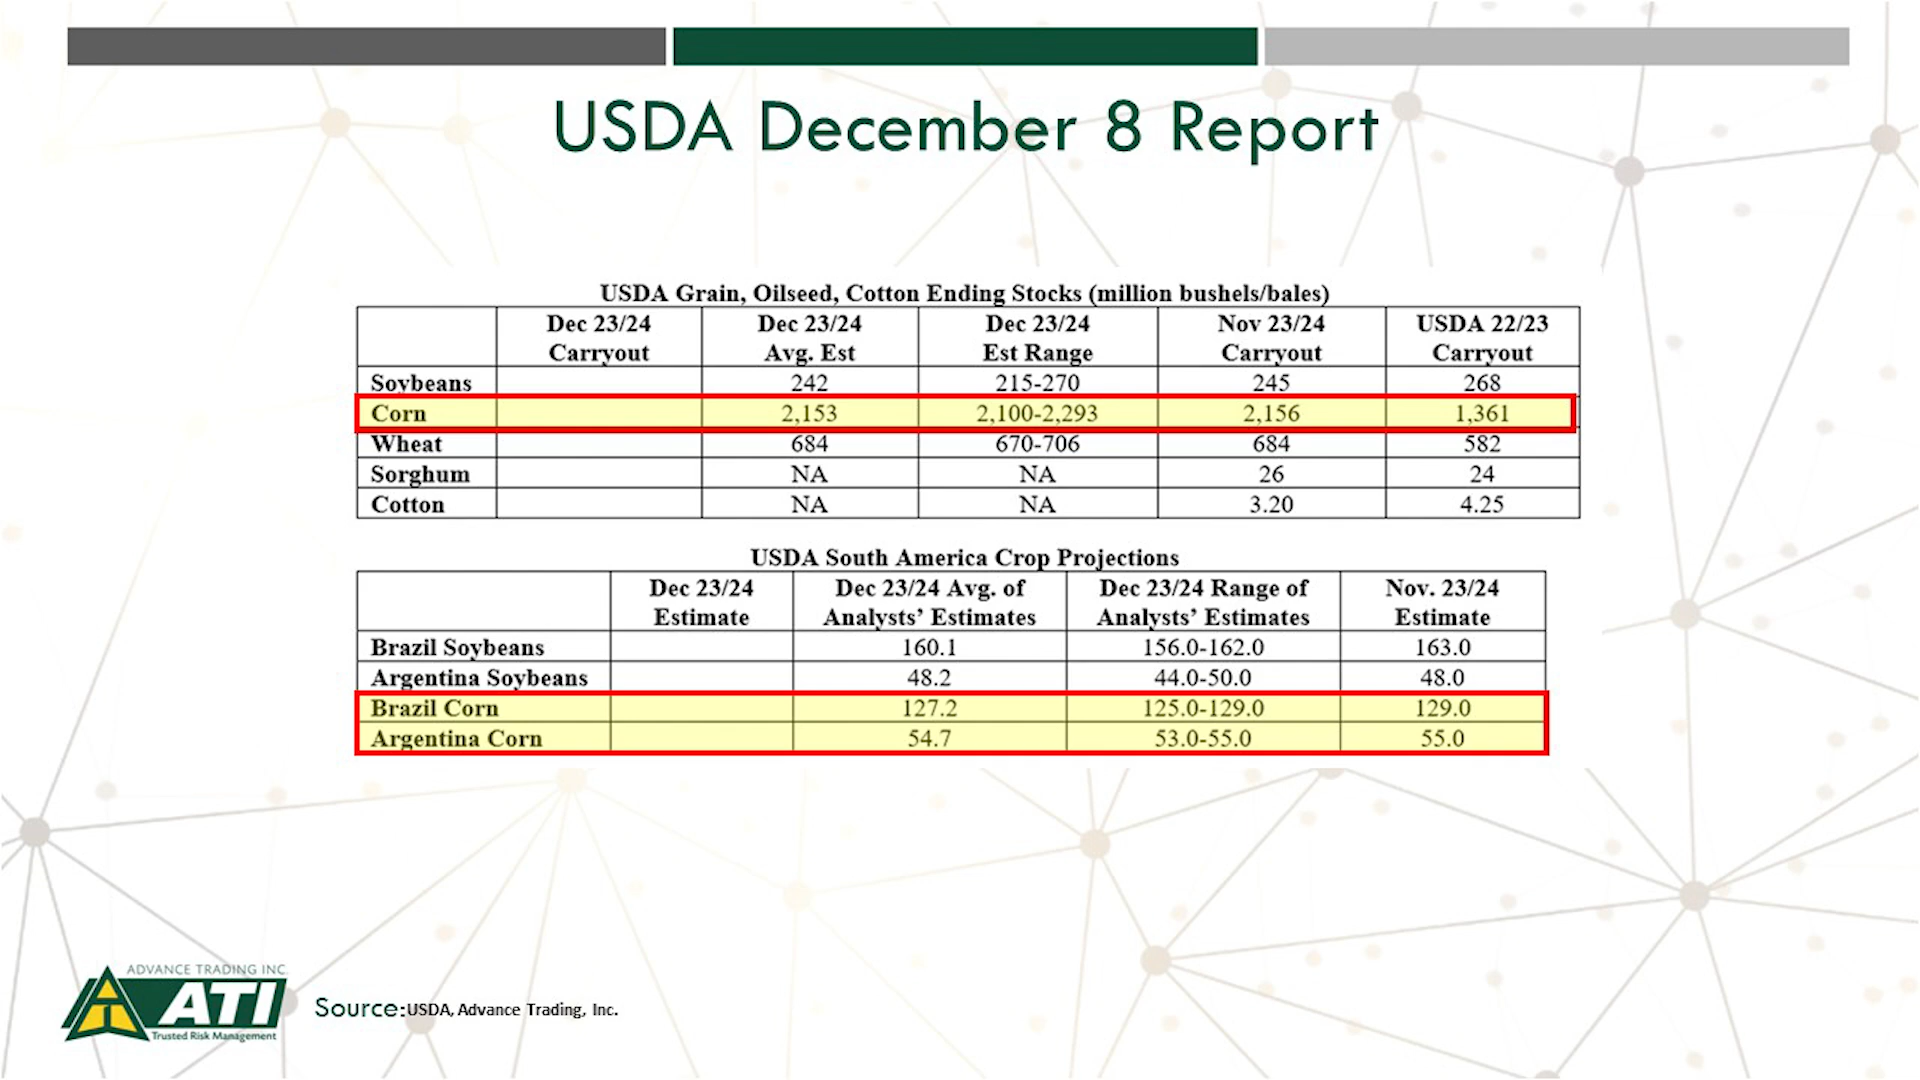 USDA December 8 Report
USDA Grain, Oilseed, Cotton Ending Stocks (million bushels/bales)
Dec 23/24 Carryout Dec 23/24 Avg. Est Dec 23/24 Est Range Nov 23/24 Carryout USDA 22/23 Carryout
Soybeans 242 215-270 245 268
Corn 2,153 2,100-2,293 2,156 1,361
Wheat 684 670-706 684 582
Sorghum NA NA 26 24
Cotton NA NA 3.20 4.25
USDA South America Crop Projections
Dec 23/24 Estimate Dec 23/24 Avg. of Analysts’ Estimates Dec 23/24 Range of Analysts’ Estimates Nov. 23/24 Estimate
Brazil Soybeans 160.1 156.0-162.0 163.0
Argentina Soybeans 48.2 44.0-50.0 48.0
Brazil Corn 127.2 125.0-129.0 129.0
Argentina Corn 54.7 53.0-55.0 55.0
ADVANCE TRADING INC.
ATI
Trusted Risk Management
Source:USDA, Advance Trading, Inc.